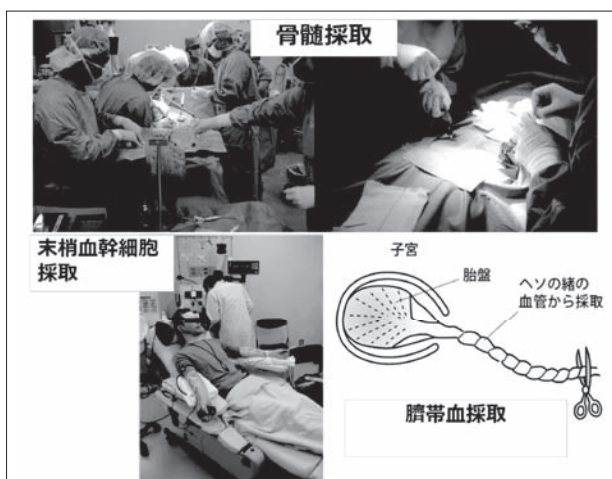 骨髄採取
末梢血幹細胞
採取
子宮
胎盤
ヘソの緒の
血管から採取
臍帯血採取